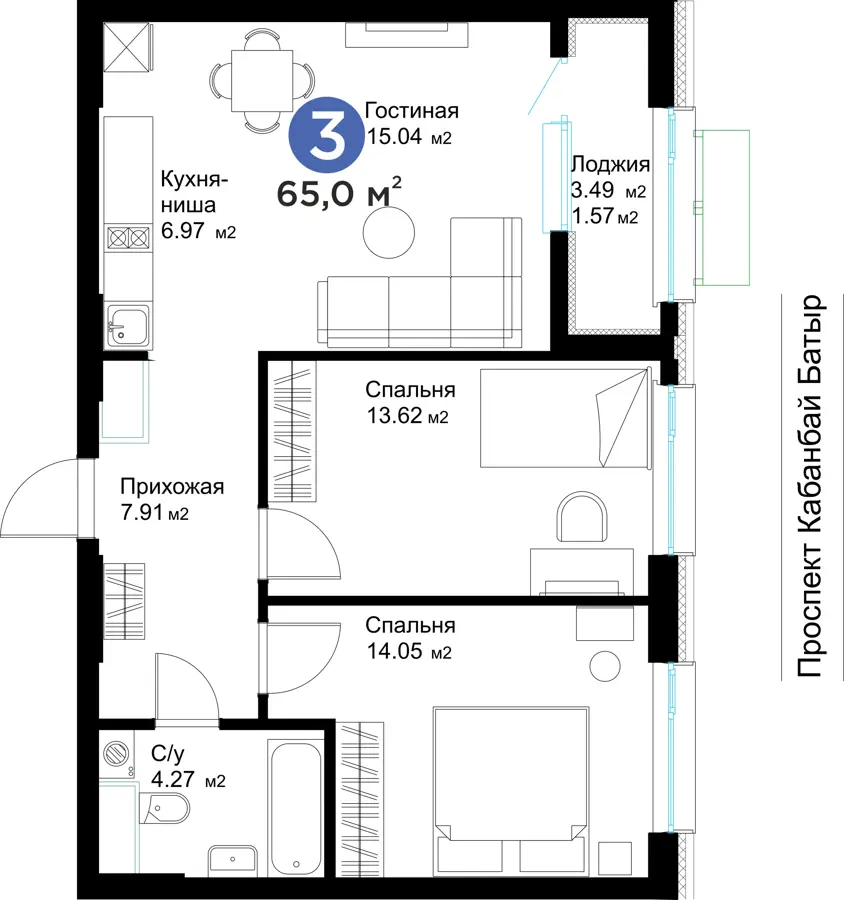 Гостиная
15.04 м2
3
65,0 м²
Кухня-
ниша
6.97 м2
Лоджия
3.49 м2
1.57 м2
Спальня
13.62 м2
Прихожая
7.91 м2
Спальня
14.05 м2
С/у
4.27 м2
Проспект Кабанбай Батыр